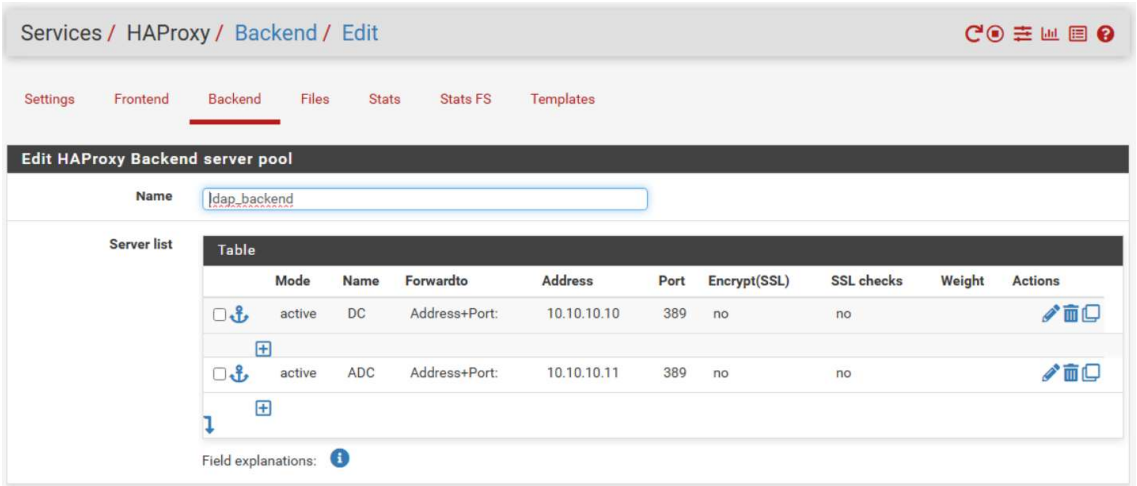 Services / HAProxy / Backend / Edit
Settings Frontend Backend Files Stats Stats FS Templates
Edit HAProxy Backend server pool
Name ldap_backend
Server list
Table
Mode Name Forwardto Address Port Encrypt(SSL) SSL checks Weight Actions
active DC Address+Port: 10.10.10.10 389 no no
active ADC Address+Port: 10.10.10.11 389 no no
Field explanations: